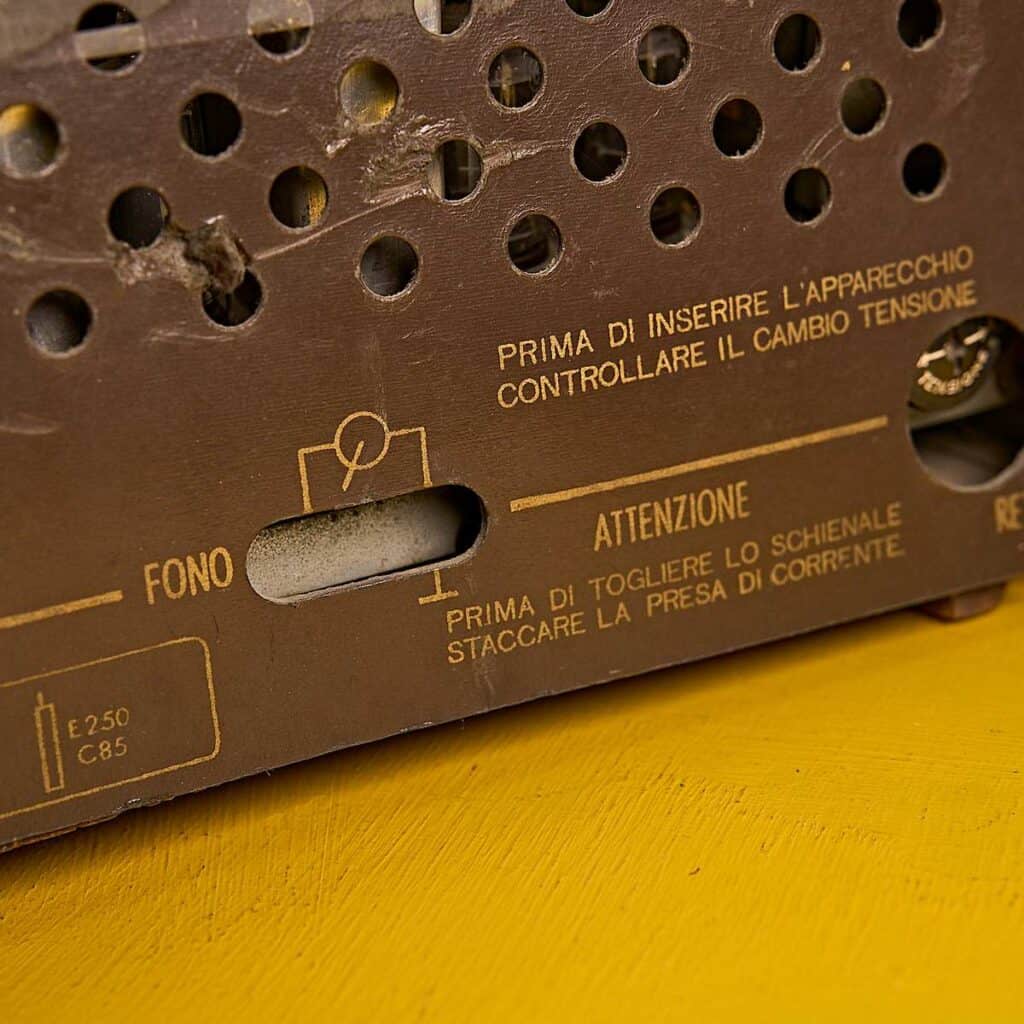 PRIMA DI INSERIRE L'APPARECCHIO
CONTROLLARE IL CAMBIO TENSIONE
TENSIONE
ATTENZIONE
PRIMA DI TOGLIERE LO SCHIENALE
STACCARE LA PRESA DI CORRENTE
FONO
E250
C85